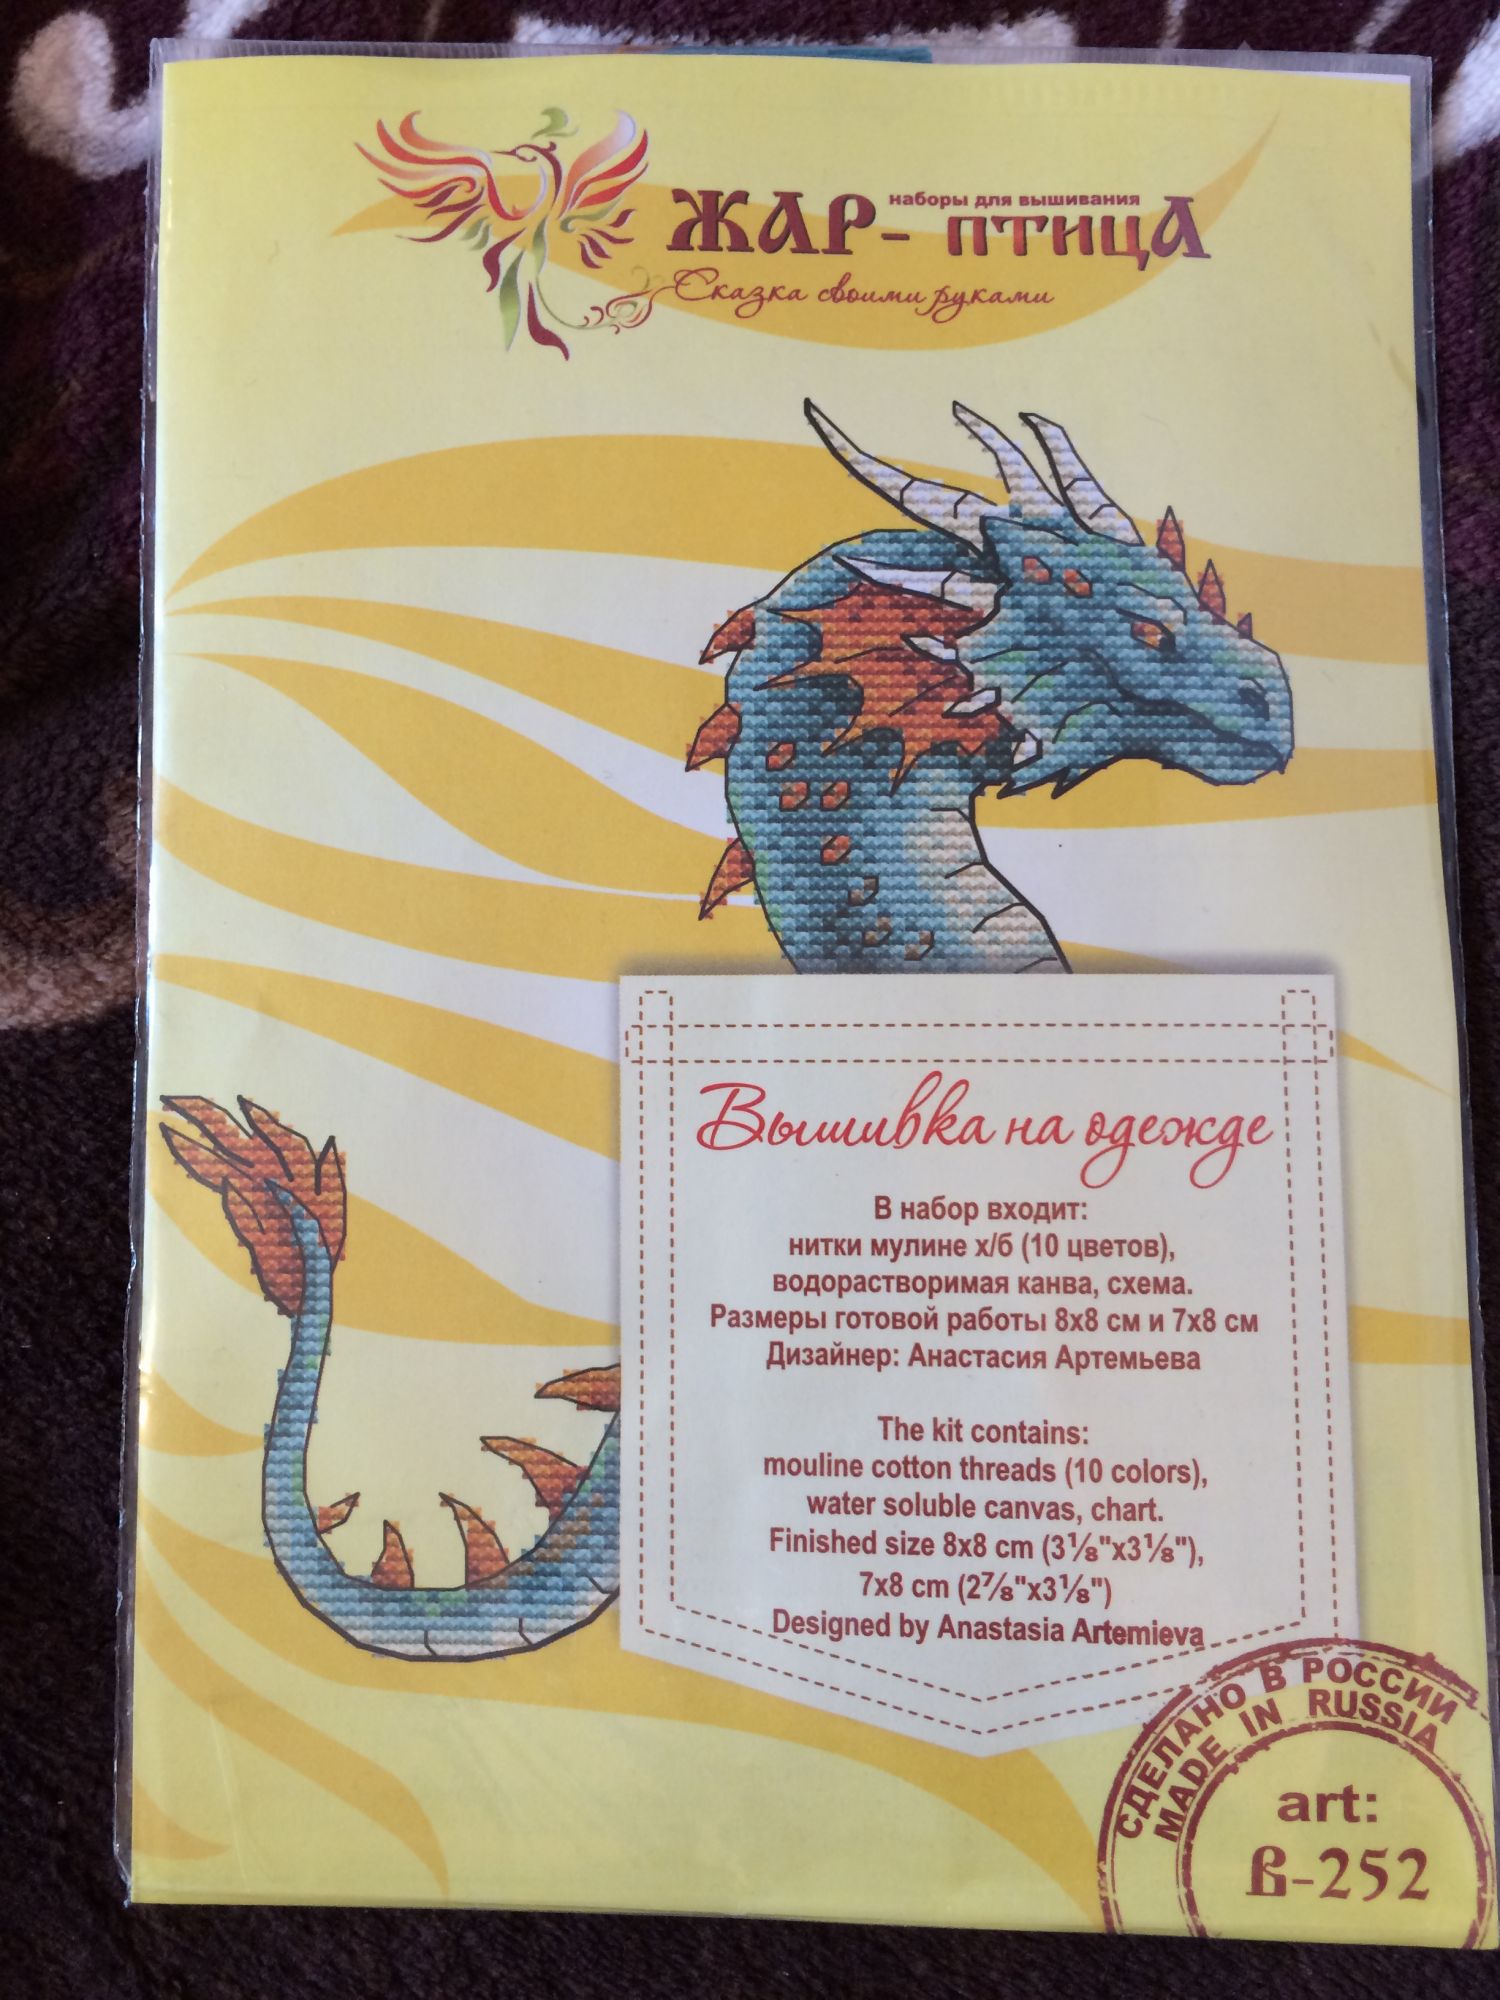 наборы для вышивания
ЖАР-ПТИЦА
Сказка своими руками
Вышивка на одежде
В набор входит:
нитки мулине х/б (10 цветов),
водорастворимая канва, схема.
Размеры готовой работы 8х8 см и 7х8 см
Дизайнер: Анастасия Артемьева
The kit contains:
mouline cotton threads (10 colors),
water soluble canvas, chart.
Finished size 8x8 cm (3⅛"x3⅛"),
7x8 cm (2⅞"x3⅛")
Designed by Anastasia Artemieva
СДЕЛАНО В РОССИИ
MADE IN RUSSIA
art:
В-252